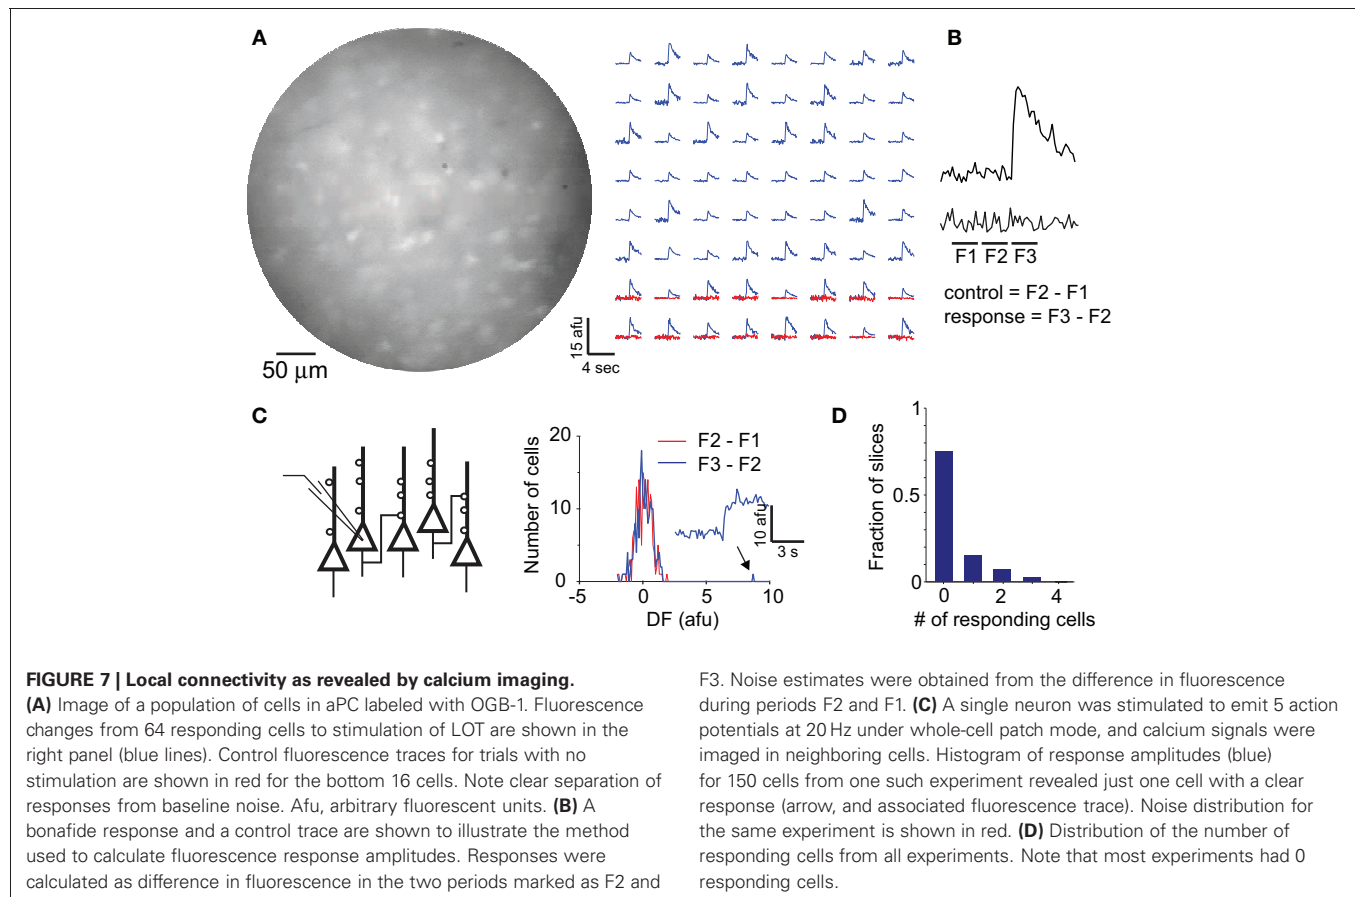 A
B
50 µm
15 afu
4 sec
F1 F2 F3
control = F2 - F1
response = F3 - F2
C
20
10
0
Number of cells
-5 0 5 10
DF (afu)
F2 - F1
F3 - F2
10 afu
3 s
D
1
0.5
0
Fraction of slices
0 2 4
# of responding cells
FIGURE 7 | Local connectivity as revealed by calcium imaging.
(A) Image of a population of cells in aPC labeled with OGB-1. Fluorescence
changes from 64 responding cells to stimulation of LOT are shown in the
right panel (blue lines). Control fluorescence traces for trials with no
stimulation are shown in red for the bottom 16 cells. Note clear separation of
responses from baseline noise. Afu, arbitrary fluorescent units. (B) A
bonafide response and a control trace are shown to illustrate the method
used to calculate fluorescence response amplitudes. Responses were
calculated as difference in fluorescence in the two periods marked as F2 and
F3. Noise estimates were obtained from the difference in fluorescence
during periods F2 and F1. (C) A single neuron was stimulated to emit 5 action
potentials at 20 Hz under whole-cell patch mode, and calcium signals were
imaged in neighboring cells. Histogram of response amplitudes (blue)
for 150 cells from one such experiment revealed just one cell with a clear
response (arrow, and associated fluorescence trace). Noise distribution for
the same experiment is shown in red. (D) Distribution of the number of
responding cells from all experiments. Note that most experiments had 0
responding cells.